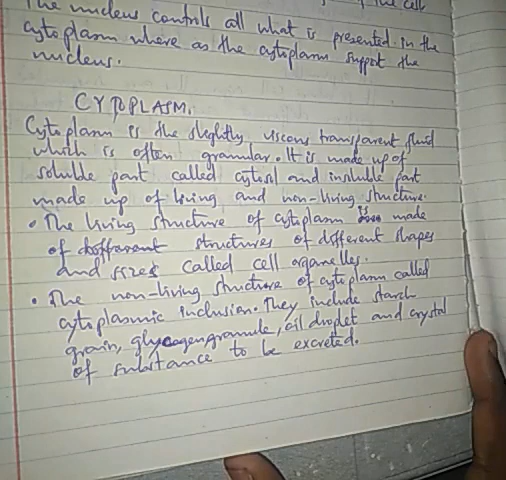 of the cell
The nucleus controls all what is presented in the
cytoplasm where as the cytoplasm support the
nucleus.
CYTOPLASM.
Cytoplasm is the slightly viscous transparent fluid
which is often granular. It is made up of
soluble part called cytosol and insoluble part
made up of living and non-living structure.
• The living structure of cytoplasm is made
of different structures of different shapes
and sizes called cell organelles.
• The non-living structure of cytoplasm called
cytoplasmic inclusion. They include starch
grain, glycogen granule, oil droplet and crystal
of substance to be excreted.